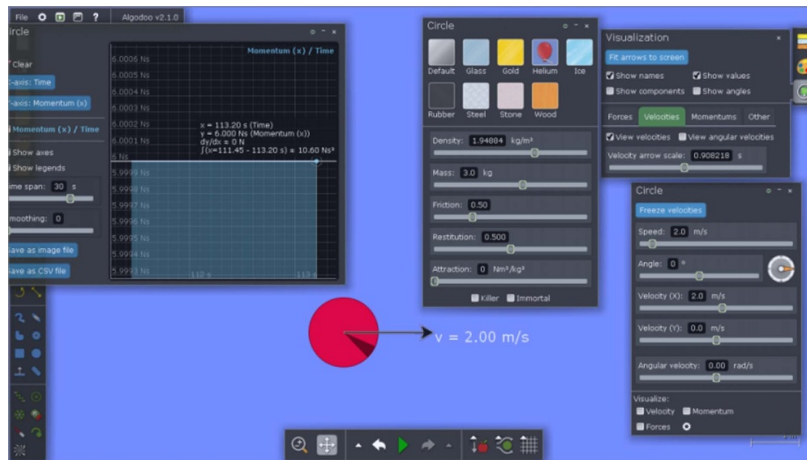 File
?
Algodoo v2.1.0
ircle
Clear
-axis: Time
-axis: Momentum (x)
Momentum (x) / Time
Show axes
Show legends
me span: 30 s
moothing: 0
ave as image file
ave as CSV file
Momentum (x) / Time
6.0006 Ns
6.0005 Ns
6.0004 Ns
6.0003 Ns
6.0002 Ns
6.0001 Ns
6 Ns
5.9999 Ns
5.9998 Ns
5.9997 Ns
5.9996 Ns
5.9995 Ns
5.9994 Ns
5.9993 Ns
112 s
113 s
x = 113.20 s (Time)
y = 6.000 Ns (Momentum (x))
dy/dx = 0 N
∫(x=111.45 - 113.20 s) = 10.60 Ns²
v = 2.00 m/s
Circle
Default Glass Gold Helium Ice
Rubber Steel Stone Wood
Density: 1.94884 kg/m²
Mass: 3.0 kg
Friction: 0.50
Restitution: 0.500
Attraction: 0 Nm²/kg²
Killer Immortal
Visualization
Fit arrows to screen
Show names Show values
Show components Show angles
Forces Velocities Momentums Other
View velocities View angular velocities
Velocity arrow scale: 0.908218 s
Circle
Freeze velocities
Speed: 2.0 m/s
Angle: 0 °
Velocity (X): 2.0 m/s
Velocity (Y): 0.0 m/s
Angular velocity: 0.00 rad/s
Visualize:
Velocity Momentum
Forces